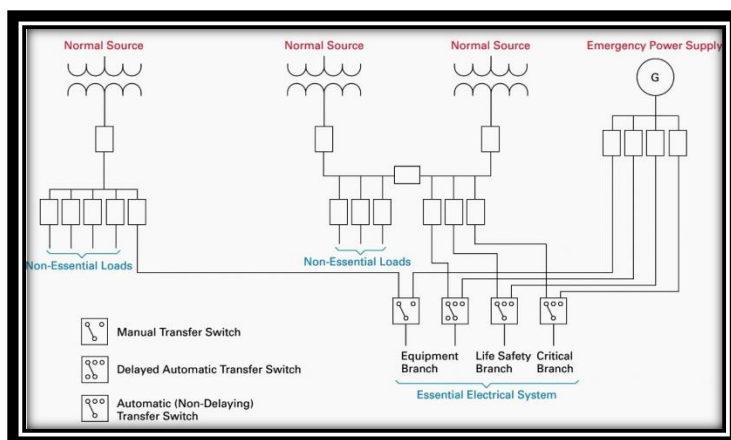 Normal Source
Normal Source
Normal Source
Emergency Power Supply
G
Non-Essential Loads
Non-Essential Loads
Manual Transfer Switch
Delayed Automatic Transfer Switch
Automatic (Non-Delaying)
Transfer Switch
Equipment
Branch
Life Safety
Branch
Critical
Branch
Essential Electrical System